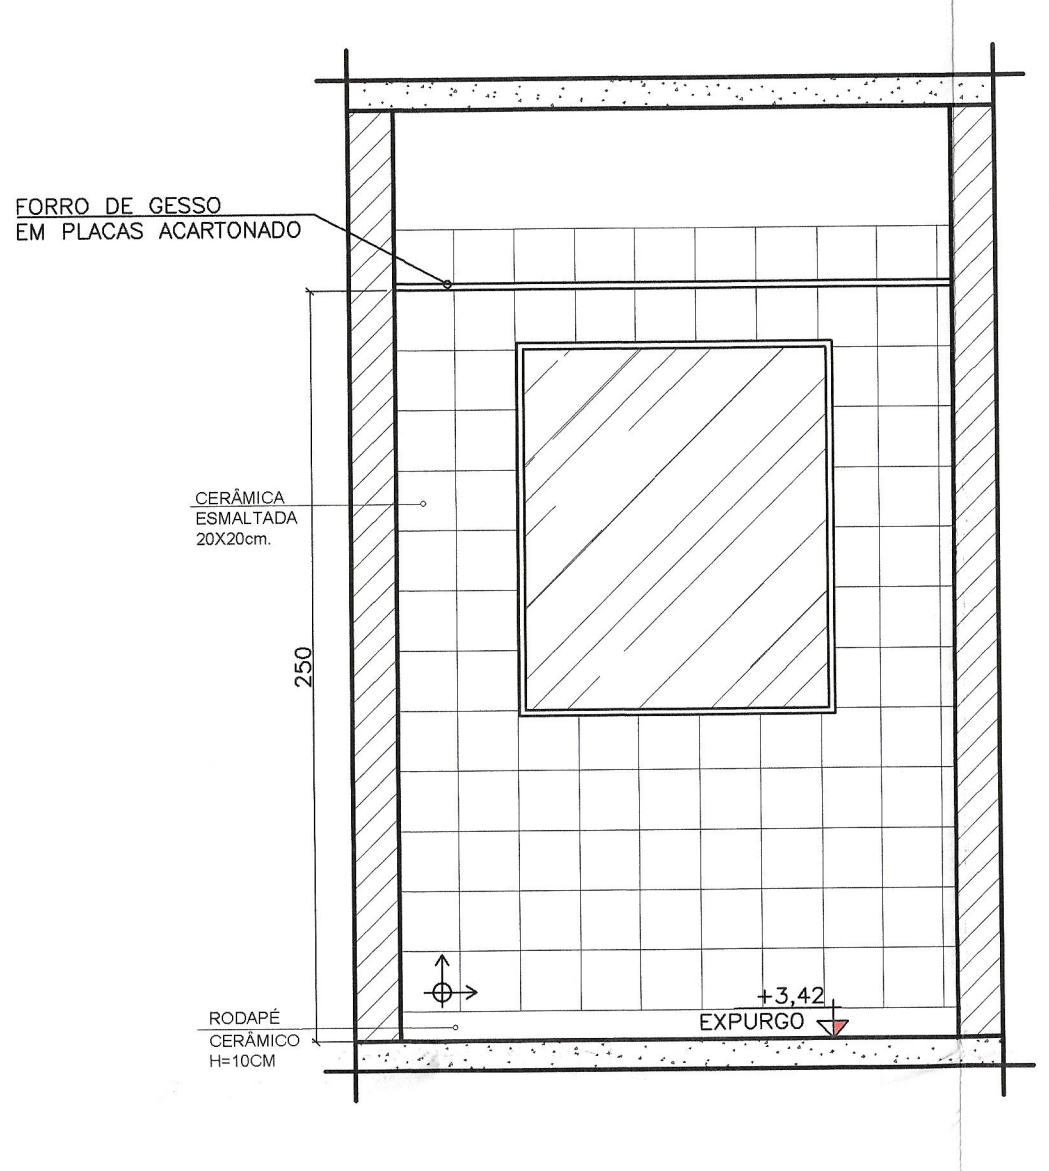 FORRO DE GESSO
EM PLACAS ACARTONADO
CERÂMICA
ESMALTADA
20X20cm.
250
+3,42
EXPURGO
RODAPÉ
CERÂMICO
H=10CM